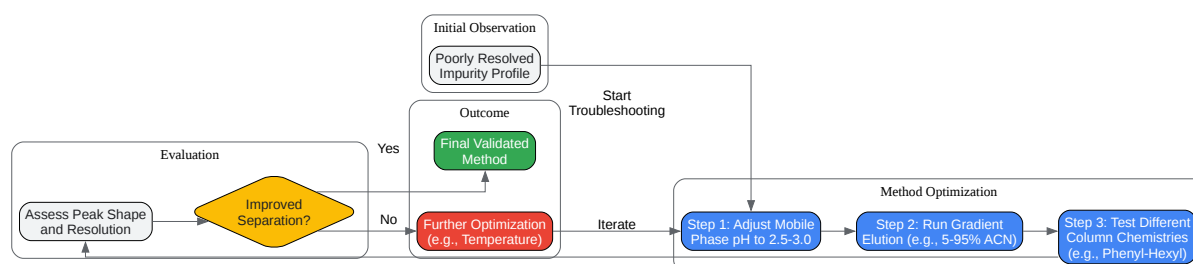 Initial Observation
Poorly Resolved
Impurity Profile
Start
Troubleshooting
Outcome
Final Validated
Method
Yes
Evaluation
Assess Peak Shape
and Resolution
Improved
Separation?
No
Further Optimization
(e.g., Temperature)
Iterate
Method Optimization
Step 1: Adjust Mobile
Phase pH to 2.5-3.0
Step 2: Run Gradient
Elution (e.g., 5-95% ACN)
Step 3: Test Different
Column Chemistries
(e.g., Phenyl-Hexyl)